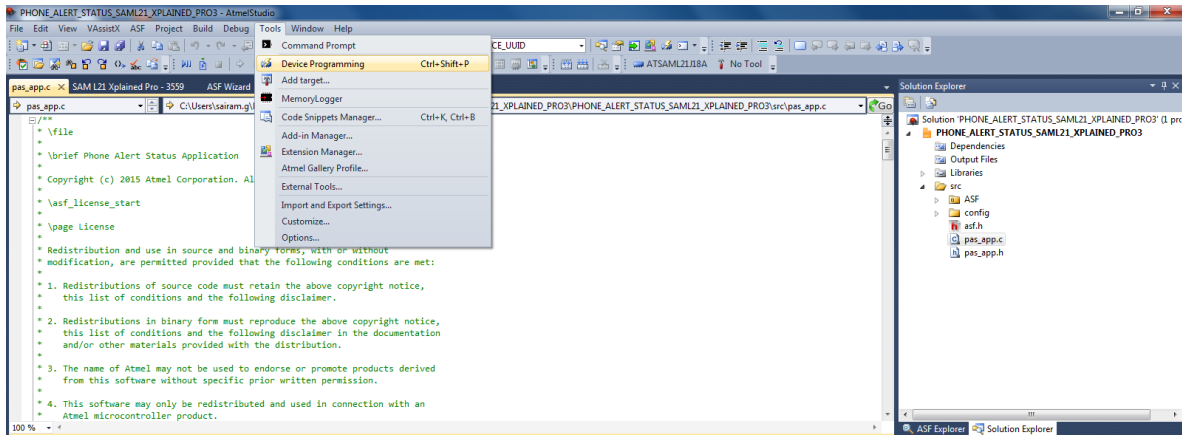 PHONE_ALERT_STATUS_SAML21_XPLAINED_PRO3 - AtmelStudio
File Edit View VAssistX ASF Project Build Debug Tools Window Help
CE_UUID
ATSAML21J18A No Tool
Command Prompt
Device Programming Ctrl+Shift+P
Add target...
MemoryLogger
Code Snippets Manager... Ctrl+K, Ctrl+B
Add-in Manager...
Extension Manager...
Atmel Gallery Profile...
External Tools...
Import and Export Settings...
Customize...
Options...
pas_app.c SAM L21 Xplained Pro - 3559 ASF Wizard
pas_app.c C:\Users\sairam.g\ 21_XPLAINED_PRO3\PHONE_ALERT_STATUS_SAML21_XPLAINED_PRO3\src\pas_app.c Go
/**
* \file
*
* \brief Phone Alert Status Application
*
* Copyright (c) 2015 Atmel Corporation. Al
*
* \asf_license_start
*
* \page License
*
* Redistribution and use in source and binary forms, with or without
* modification, are permitted provided that the following conditions are met:
*
* 1. Redistributions of source code must retain the above copyright notice,
* this list of conditions and the following disclaimer.
*
* 2. Redistributions in binary form must reproduce the above copyright notice,
* this list of conditions and the following disclaimer in the documentation
* and/or other materials provided with the distribution.
*
* 3. The name of Atmel may not be used to endorse or promote products derived
* from this software without specific prior written permission.
*
* 4. This software may only be redistributed and used in connection with an
* Atmel microcontroller product.
100 %
Solution Explorer
Solution 'PHONE_ALERT_STATUS_SAML21_XPLAINED_PRO3' (1 prc
PHONE_ALERT_STATUS_SAML21_XPLAINED_PRO3
Dependencies
Output Files
Libraries
src
ASF
config
asf.h
pas_app.c
pas_app.h
ASF Explorer Solution Explorer